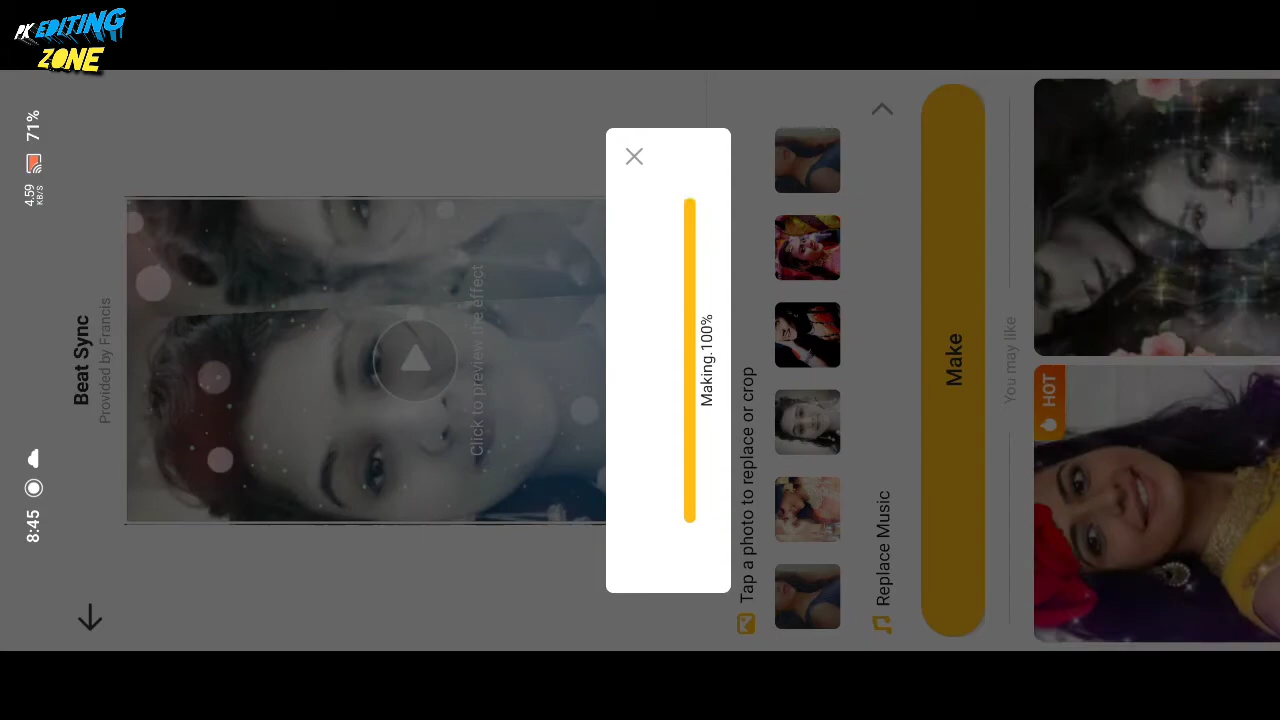 PK EDITING
ZONE
8:45
4.59
KB/S
71%
Beat Sync
Provided by Francis
Click to preview the effect
Making.100%
Tap a photo to replace or crop
Replace Music
Make
You may like
HOT